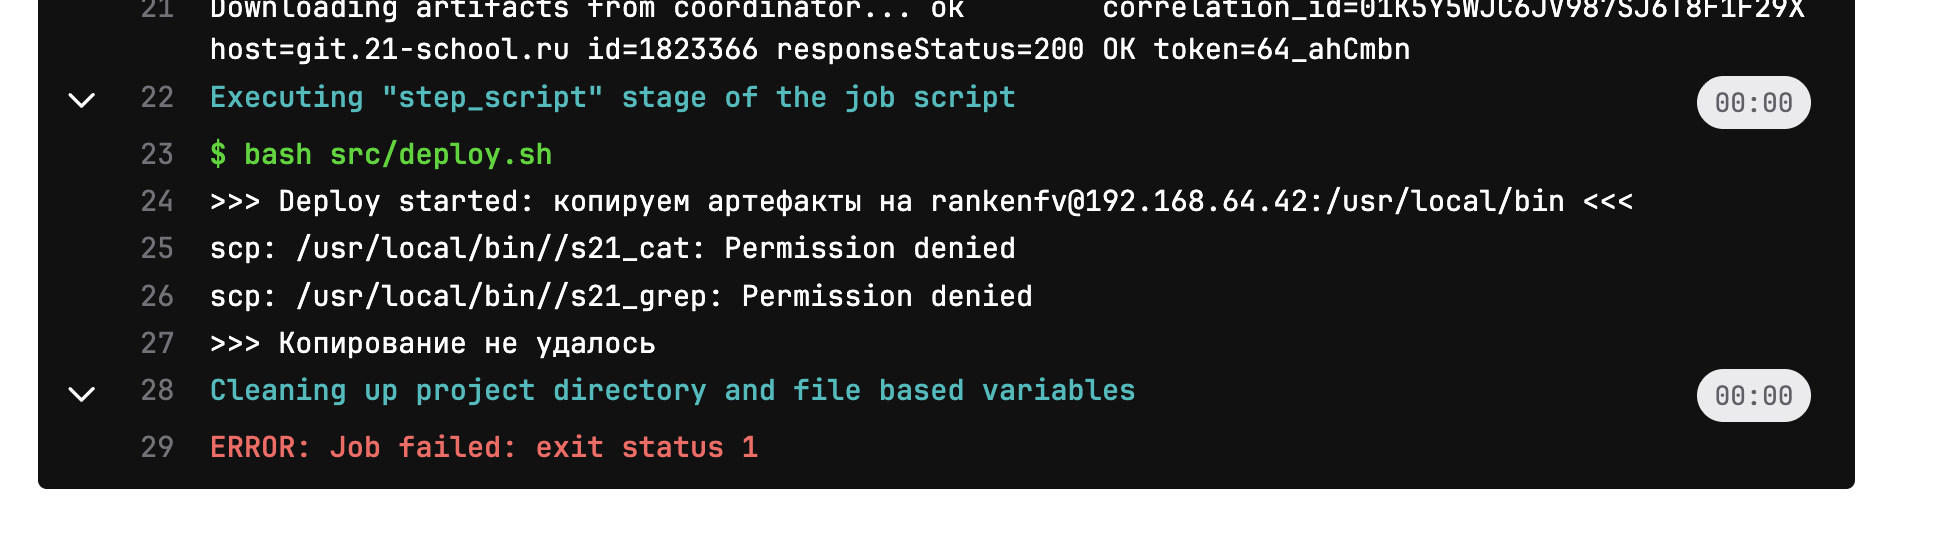 21 Downloading artifacts from coordinator... ok correlation_id=01K5Y5WJC6JV987SJ6T8F1F29X
host=git.21-school.ru id=1823366 responseStatus=200 OK token=64_ahCmbn
22 Executing "step_script" stage of the job script 00:00
23 $ bash src/deploy.sh
24 >>> Deploy started: копируем артефакты на rankenfv@192.168.64.42:/usr/local/bin <<<
25 scp: /usr/local/bin//s21_cat: Permission denied
26 scp: /usr/local/bin//s21_grep: Permission denied
27 >>> Копирование не удалось
28 Cleaning up project directory and file based variables 00:00
29 ERROR: Job failed: exit status 1